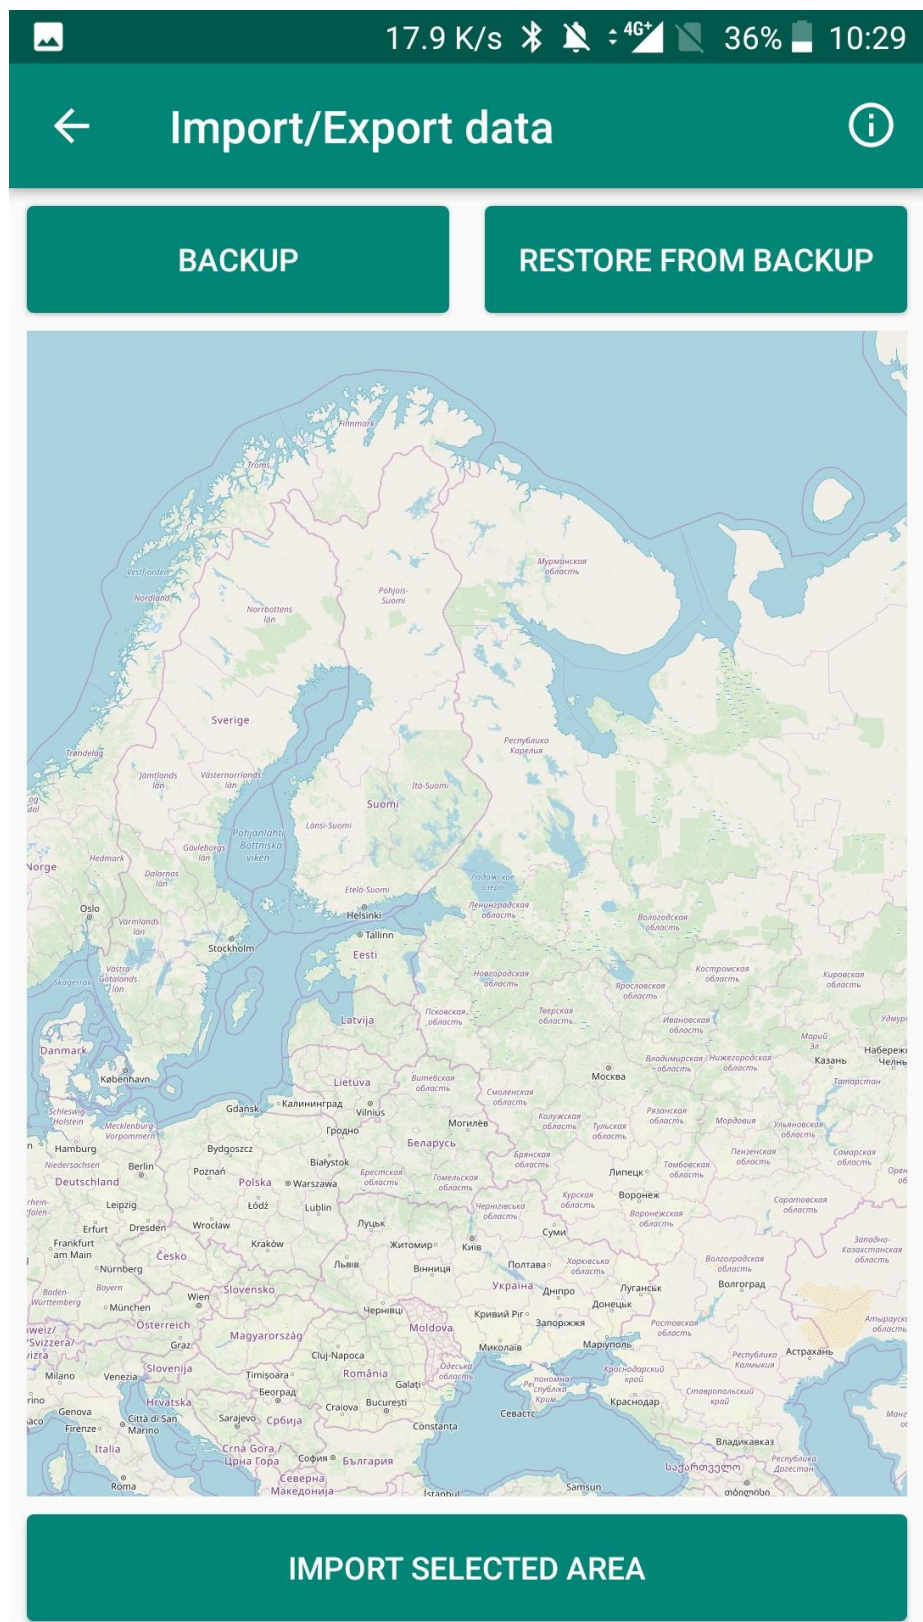 17.9 K/s 4G+ 36% 10:29
Import/Export data
BACKUP
RESTORE FROM BACKUP
Finnmark
Troms
Vestfjorden
Nordland
Norrbottens
län
Pohjois-
Suomi
Мурманская
область
Sverige
Trøndelag
Jämtlands
län
Västernorrlands
län
Республика
Карелия
Itä-Suomi
Suomi
Länsi-Suomi
Pohjanlahti
Bottniska
viken
Gävleborgs
län
Norge
Hedmark
Dalarnas
län
Ладожское
озеро
Etelä-Suomi
Ленинградская
область
Oslo
Värmlands
län
Helsinki
Вологодская
область
Stockholm
Tallinn
Eesti
Västra
Götalands
län
Skagerrak
Новгородская
область
Костромская
область
Кировская
область
Ярославская
область
Latvija
Псковская
область
Тверская
область
Ивановская
область
Danmark
Марий
Эл
København
Lietuva
Витебская
область
Москва
Владимирская
область
Нижегородская
область
Казань
Татарстан
Смоленская
область
Schleswig-
Holstein
Mecklenburg-
Vorpommern
Gdańsk
Калининград
Vilnius
Гродно
Могилёв
Беларусь
Калужская
область
Тульская
область
Рязанская
область
Мордовия
Ульяновская
область
Hamburg
Niedersachsen
Deutschland
Berlin
Bydgoszcz
Poznań
Białystok
Polska
Warszawa
Брестская
область
Гомельская
область
Брянская
область
Липецк
Тамбовская
область
Пензенская
область
Самарская
область
Leipzig
Łódź
Lublin
Чернігівська
область
Курская
область
Воронеж
Воронежская
область
Саратовская
область
Erfurt
Dresden
Wrocław
Луцьк
Суми
Frankfurt
am Main
Česko
Kraków
Житомир
Київ
Западно-
Казахстанская
область
Nürnberg
Львів
Вінниця
Полтава
Харківська
область
Волгоградская
область
Волгоград
Baden-
Württemberg
Bayern
München
Wien
Slovensko
Україна
Дніпро
Луганськ
Донецьк
Österreich
Graz
Magyarország
Чернівці
Moldova
Кривий Ріг
Запоріжжя
Ростовская
область
Svizzera/
Cluj-Napoca
Миколаїв
Маріуполь
Астрахань
Milano
Venezia
Slovenija
Hrvatska
Timișoara
România
Galați
Одеська
область
Краснодарский
край
Республика
Калмыкия
Genova
Firenze
Città di San
Marino
Београд
Sarajevo
Србија
Craiova
București
Краснодар
Ставропольский
край
Constanța
Italia
Crna Gora /
Црна Гора
София
България
Владикавказ
საქართველო
Республика
Дагестан
Roma
Северна
Македонија
Istanbul
Samsun
თბილისი
IMPORT SELECTED AREA